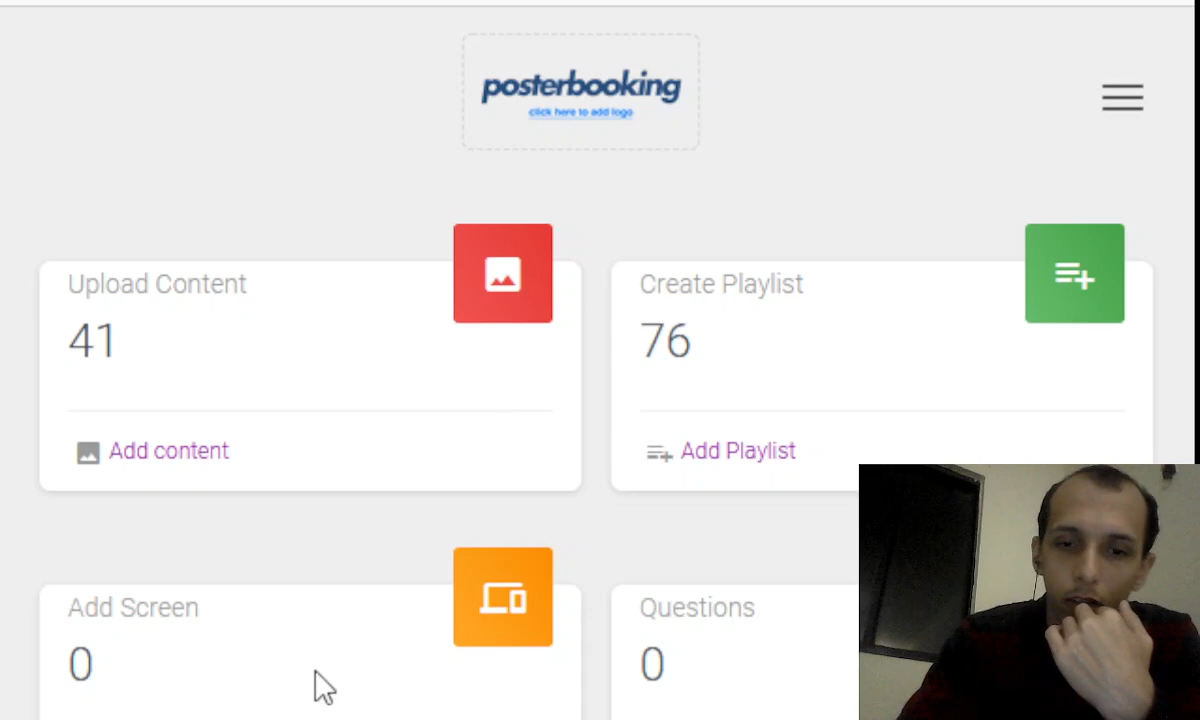 posterbooking
click here to add logo
Upload Content
41
Add content
Create Playlist
76
Add Playlist
Add Screen
0
Questions
0